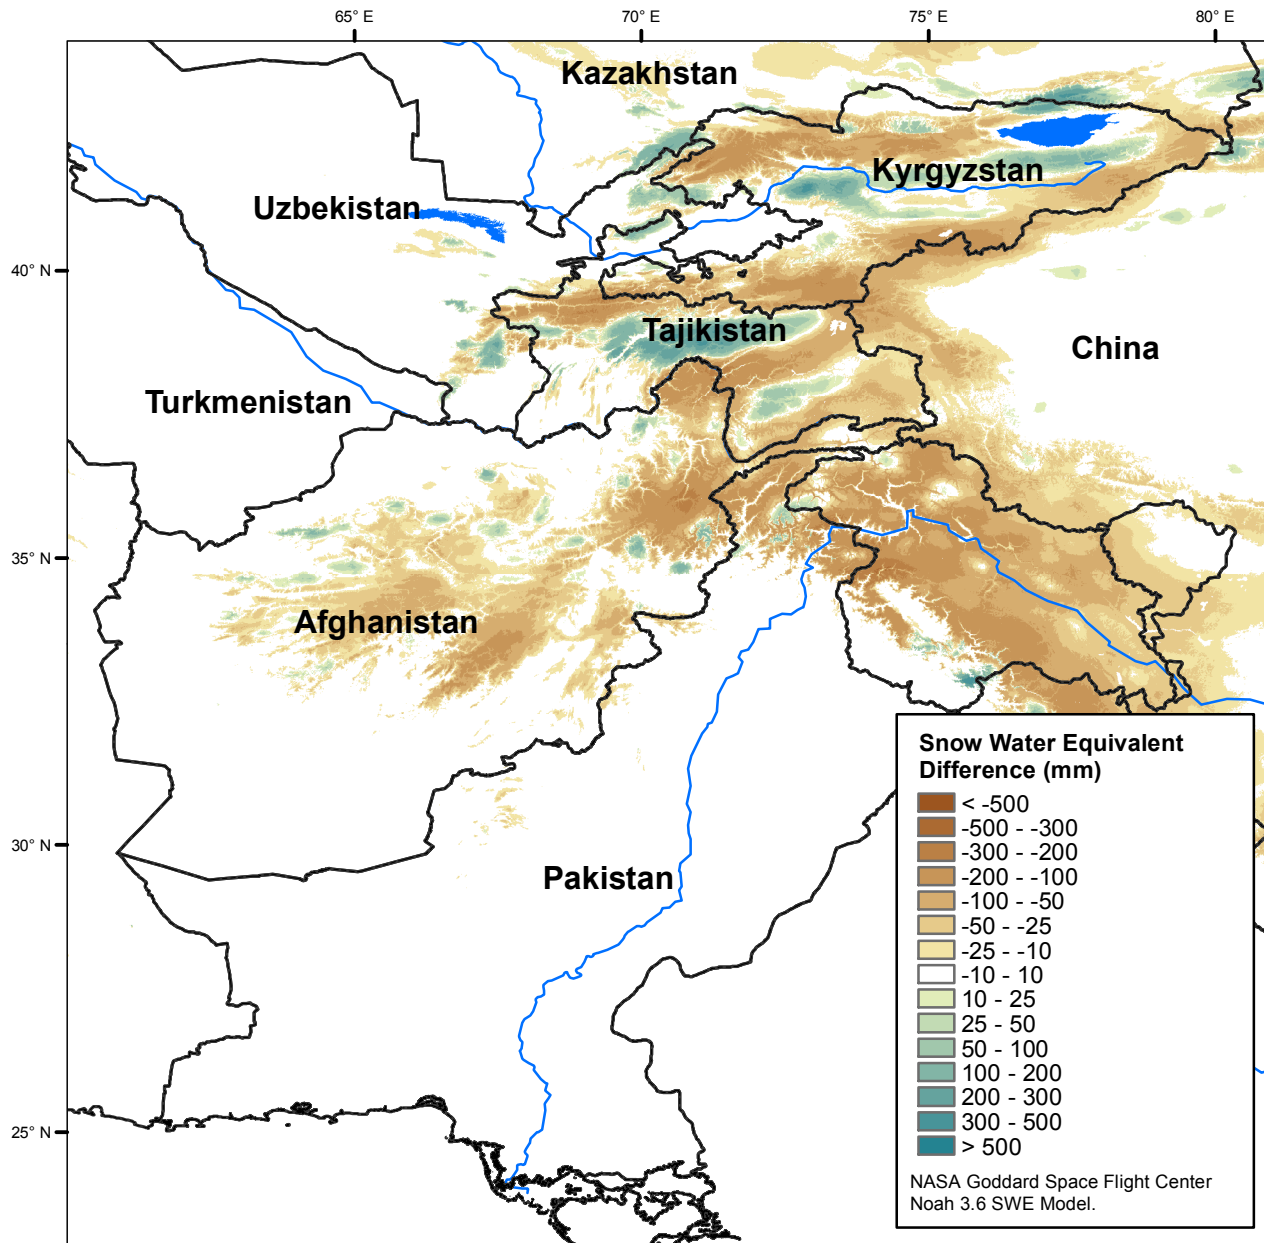 65° E
70° E
75° E
80° E
Kazakhstan
Kyrgyzstan
Uzbekistan
40° N
Tajikistan
China
Turkmenistan
35° N
Afghanistan
30° N
Pakistan
25° N
Snow Water Equivalent
Difference (mm)
< -500
-500 - -300
-300 - -200
-200 - -100
-100 - -50
-50 - -25
-25 - -10
-10 - 10
10 - 25
25 - 50
50 - 100
100 - 200
200 - 300
300 - 500
> 500
NASA Goddard Space Flight Center
Noah 3.6 SWE Model.